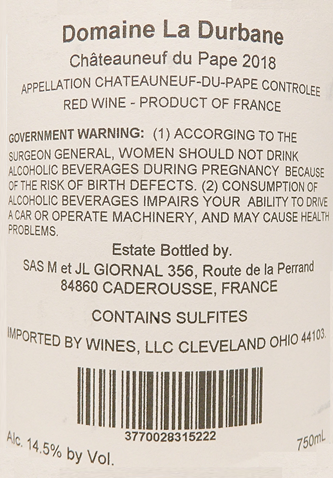 Domaine La Durbane
Châteauneuf du Pape 2018
APPELLATION CHATEAUNEUF-DU-PAPE CONTROLEE
RED WINE - PRODUCT OF FRANCE
GOVERNMENT WARNING: (1) ACCORGING TO THE
SURGEON GENERAL, WOMEN SHOULD NOT DRINK
ALCOHOLIC BEVERAGES DURING PREGNANCY BECAUSE
OF THE RISK OF BIRTH DEFECTS. (2) CONSUMPTION OF
ALCOHOLIC BEVERAGES IMPAIRS YOUR ABILITY TO DRIVE
A CAR OR OPERATE MACHINERY, AND MAY CAUSE HEALTH
PROBLEMS.
Estate Bottled by.
SAS M et JL GIORNAL 356, Route de la Perrand
84860 CADEROUSSE, FRANCE
CONTAINS SULFITES
IMPORTED BY WINES, LLC CLEVELAND OHIO 44103.
3770028315222
Alc. 14.5% by Vol.
750mL